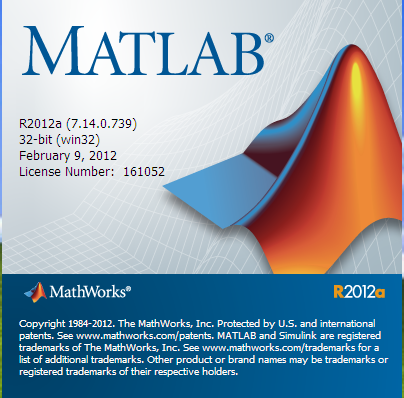 MATLAB®
R2012a (7.14.0.739)
32-bit (win32)
February 9, 2012
License Number: 161052
MathWorks®
R2012a
Copyright 1984-2012. The MathWorks, Inc. Protected by U.S. and international
patents. See www.mathworks.com/patents. MATLAB and Simulink are registered
trademarks of The MathWorks, Inc. See www.mathworks.com/trademarks for a
list of additional trademarks. Other product or brand names may be trademarks or
registered trademarks of their respective holders.